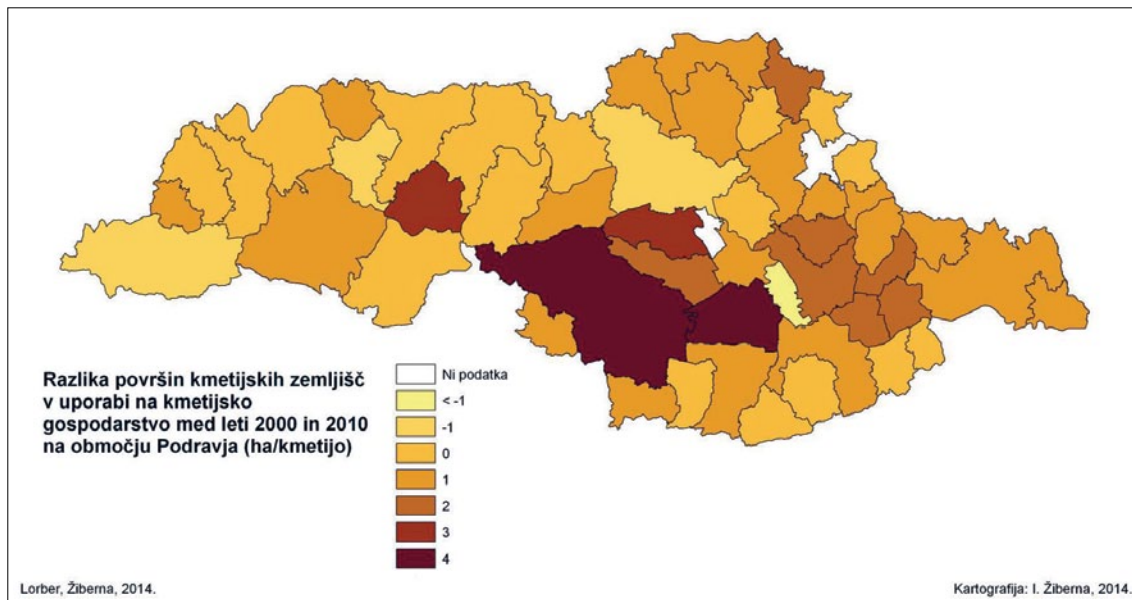 Razlika površin kmetijskih zemljišč
v uporabi na kmetijsko
gospodarstvo med leti 2000 in 2010
na območju Podravja (ha/kmetijo)
Ni podatka
< -1
-1
0
1
2
3
4
Lorber, Žiberna, 2014.
Kartografija: I. Žiberna, 2014.